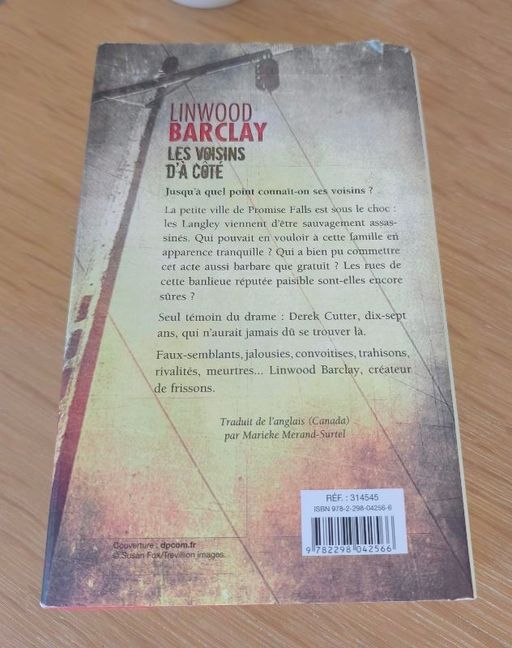 LINWOOD
BARCLAY
LES VOISINS
D'À CÔTÉ
Jusqu'à quel point connaît-on ses voisins ?
La petite ville de Promise Falls est sous le choc :
les Langley viennent d'être sauvagement assas-
sinés. Qui pouvait en vouloir à cette famille en
apparence tranquille ? Qui a bien pu commettre
cet acte aussi barbare que gratuit ? Les rues de
cette banlieue réputée paisible sont-elles encore
sûres ?
Seul témoin du drame : Derek Cutter, dix-sept
ans, qui n'aurait jamais dû se trouver là.
Faux-semblants, jalousies, convoitises, trahisons,
rivalités, meurtres... Linwood Barclay, créateur
de frissons.
Traduit de l'anglais (Canada)
par Marieke Merand-Surtel
RÉF. : 314545
ISBN 978-2-298-04256-6
9 782298 042566
Couverture : dpcom.fr
© Susan Fox/Trevillion images.